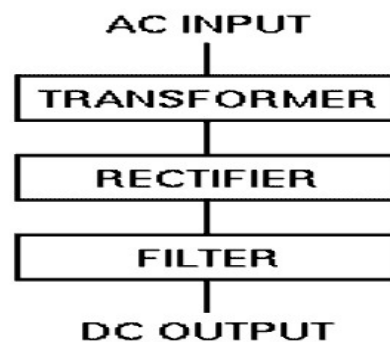 AC INPUT
TRANSFORMER
RECTIFIER
FILTER
DC OUTPUT